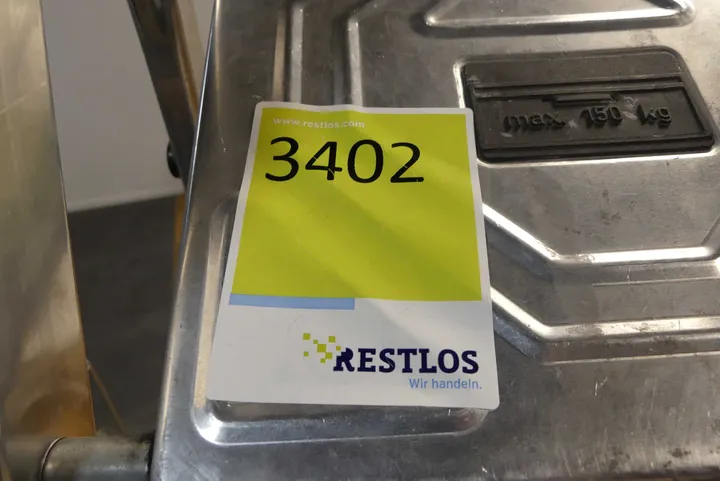 www.restlos.com
3402
max. 150 kg
RESTLOS
Wir handeln.